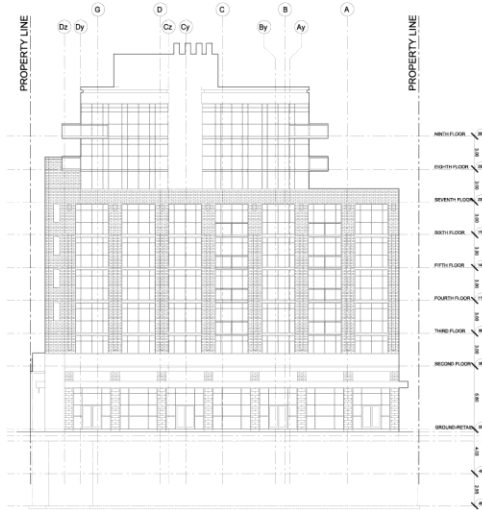 G
D
C
B
A
Dz
Dy
Cz
Cy
By
Ay
PROPERTY LINE
PROPERTY LINE
NINTH FLOOR
EIGHTH FLOOR
SEVENTH FLOOR
SIXTH FLOOR
FIFTH FLOOR
FOURTH FLOOR
THIRD FLOOR
SECOND FLOOR
GROUND RETAIL